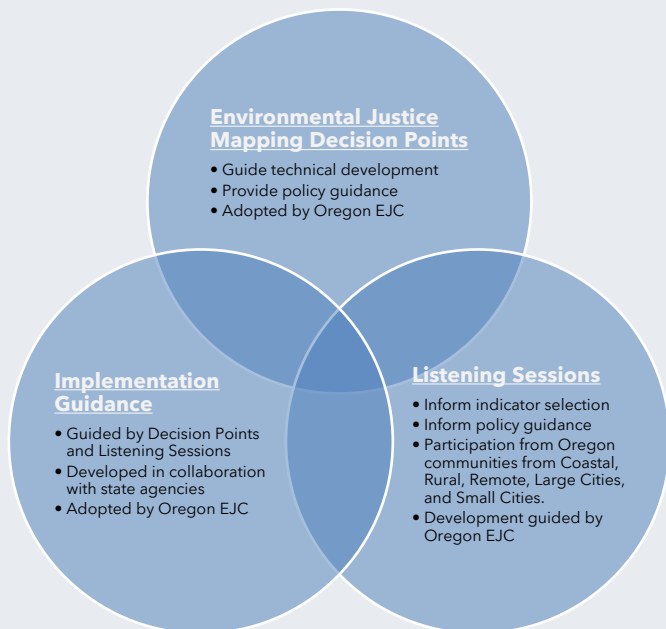 Environmental Justice
Mapping Decision Points
• Guide technical development
• Provide policy guidance
• Adopted by Oregon EJC
Implementation
Guidance
• Guided by Decision Points
and Listening Sessions
• Developed in collaboration
with state agencies
• Adopted by Oregon EJC
Listening Sessions
• Inform indicator selection
• Inform policy guidance
• Participation from Oregon
communities from Coastal,
Rural, Remote, Large Cities,
and Small Cities.
• Development guided by
Oregon EJC